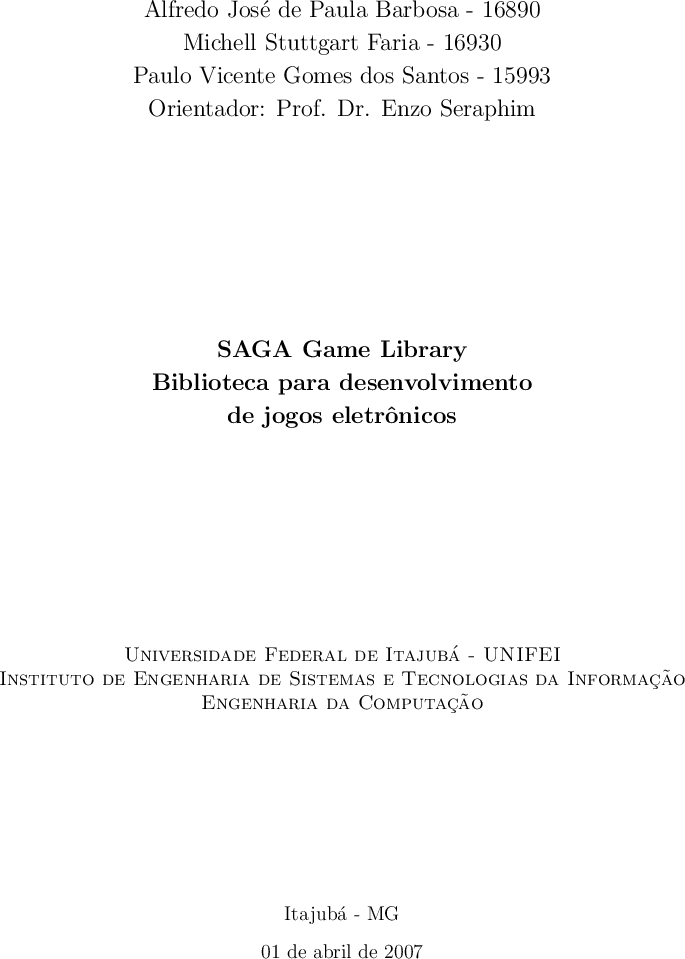 Alfredo José de Paula Barbosa - 16890
Michell Stuttgart Faria - 16930
Paulo Vicente Gomes dos Santos - 15993
Orientador: Prof. Dr. Enzo Seraphim
SAGA Game Library
Biblioteca para desenvolvimento
de jogos eletrônicos
Universidade Federal de Itajubá - UNIFEI
Instituto de Engenharia de Sistemas e Tecnologias da Informação
Engenharia da Computação
Itajubá - MG
01 de abril de 2007